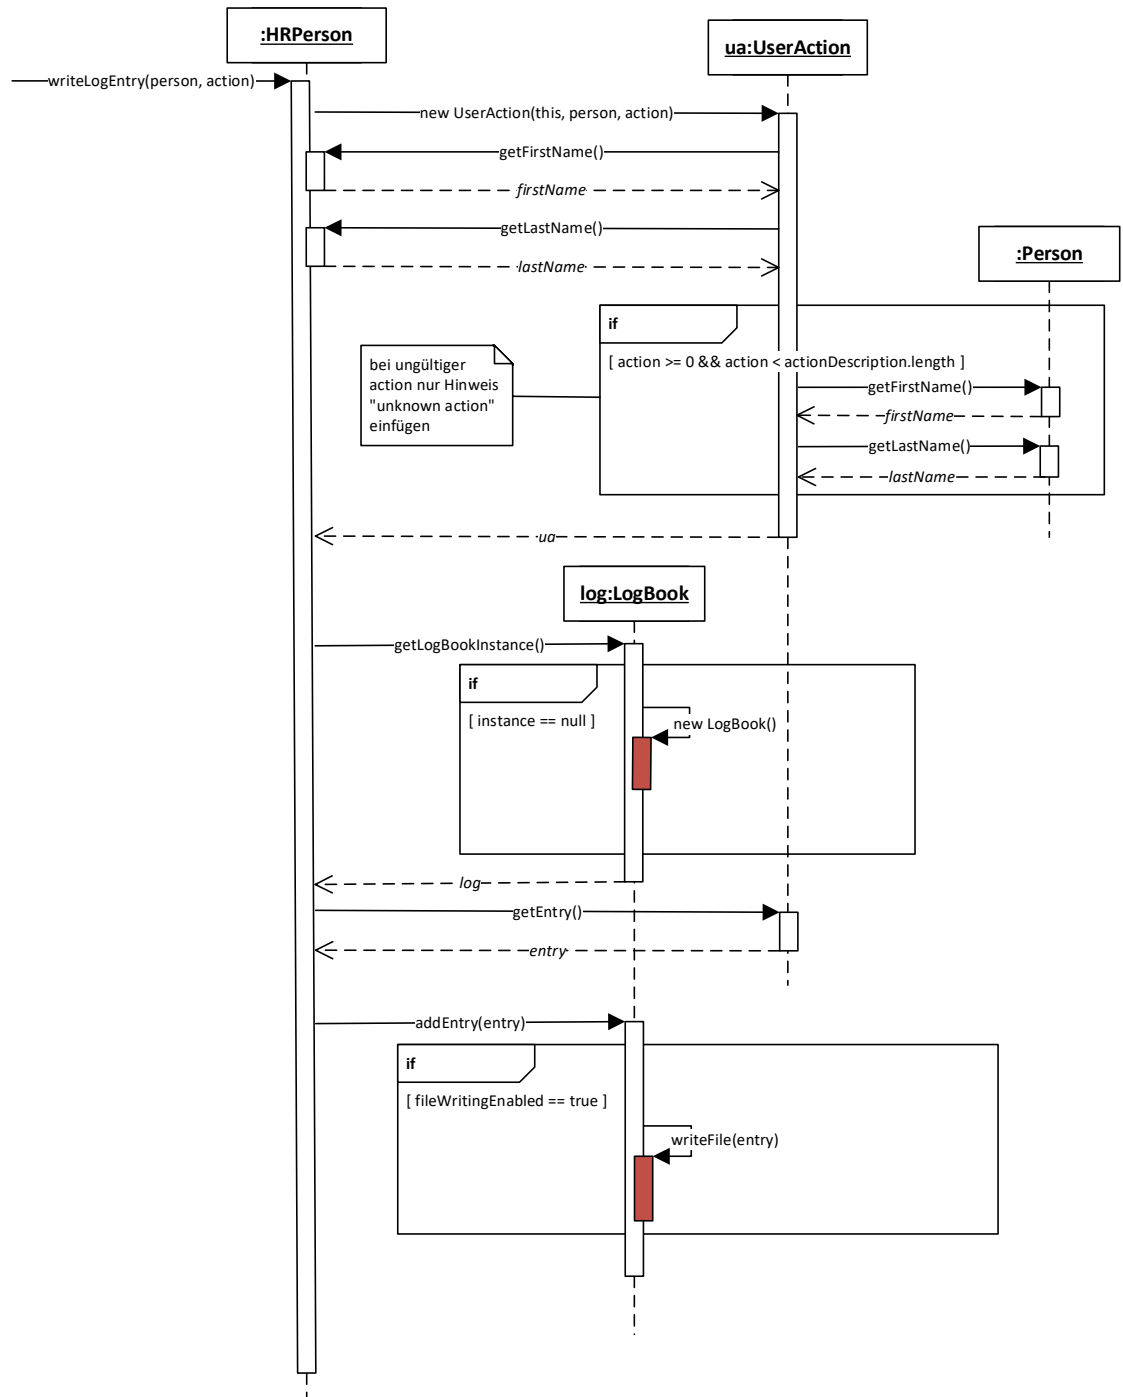 :HRPerson
ua:UserAction
writeLogEntry(person, action)
new UserAction(this, person, action)
getFirstName()
firstName
getLastName()
lastName
:Person
if
[ action >= 0 && action < actionDescription.length ]
bei ungültiger
action nur Hinweis
"unknown action"
einfügen
getFirstName()
firstName
getLastName()
lastName
ua
log:LogBook
getLogBookInstance()
if
[ instance == null ]
new LogBook()
log
getEntry()
entry
addEntry(entry)
if
[ fileWritingEnabled == true ]
writeFile(entry)